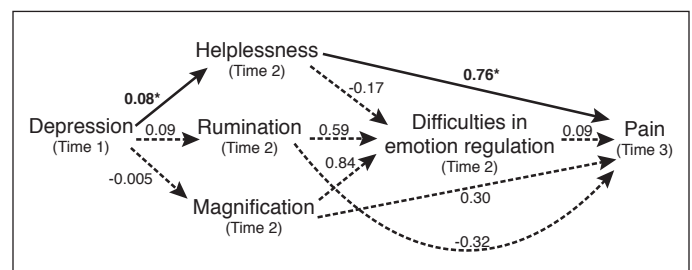 Helplessness
(Time 2)
0.08*
0.76*
-0.17
Depression
(Time 1)
0.09
Rumination
(Time 2)
0.59
Difficulties in
emotion regulation
(Time 2)
0.09
Pain
(Time 3)
-0.005
0.84
Magnification
(Time 2)
0.30
-0.32